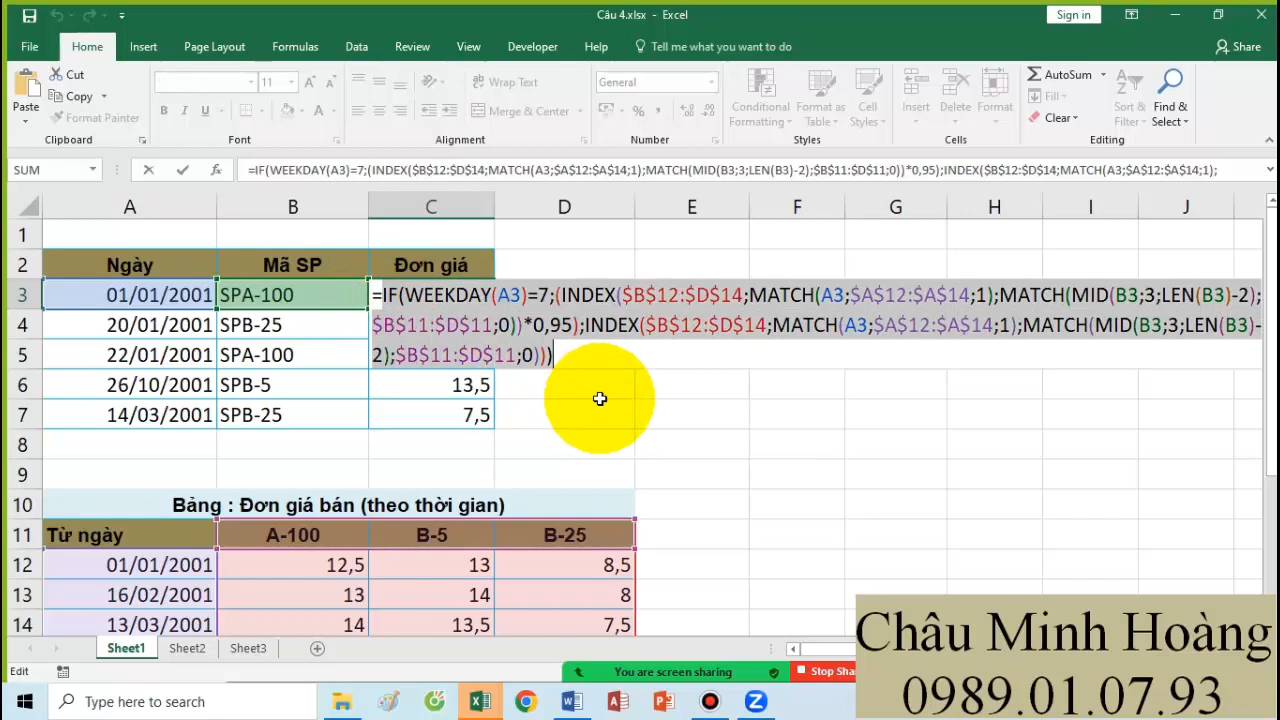 Câu 4.xlsx - Excel
Sign in
File Home Insert Page Layout Formulas Data Review View Developer Help Tell me what you want to do Share
Paste Cut Copy Format Painter
11 B I U
Wrap Text Merge & Center
General % ,
Conditional Formatting Format as Table Cell Styles
Insert Delete Format
AutoSum Fill Clear Sort & Filter Find & Select
Clipboard Font Alignment Number Styles Cells Editing
SUM fx =IF(WEEKDAY(A3)=7;(INDEX($B$12:$D$14;MATCH(A3;$A$12:$A$14;1);MATCH(MID(B3;3;LEN(B3)-2);$B$11:$D$11;0))*0,95);INDEX($B$12:$D$14;MATCH(A3;$A$12:$A$14;1);
A B C D E F G H I J
1
2 Ngày Mã SP Đơn giá
3 01/01/2001 SPA-100 =IF(WEEKDAY(A3)=7;(INDEX($B$12:$D$14;MATCH(A3;$A$12:$A$14;1);MATCH(MID(B3;3;LEN(B3)-2);
4 20/01/2001 SPB-25 $B$11:$D$11;0))*0,95);INDEX($B$12:$D$14;MATCH(A3;$A$12:$A$14;1);MATCH(MID(B3;3;LEN(B3)-
5 22/01/2001 SPA-100 2);$B$11:$D$11;0)))
6 26/10/2001 SPB-5 13,5
7 14/03/2001 SPB-25 7,5
8
9
10 Bảng : Đơn giá bán (theo thời gian)
11 Từ ngày A-100 B-5 B-25
12 01/01/2001 12,5 13 8,5
13 16/02/2001 13 14 8
14 13/03/2001 14 13,5 7,5
Châu Minh Hoàng
0989.01.07.93
Sheet1 Sheet2 Sheet3
Edit
You are screen sharing Stop Sha
Type here to search